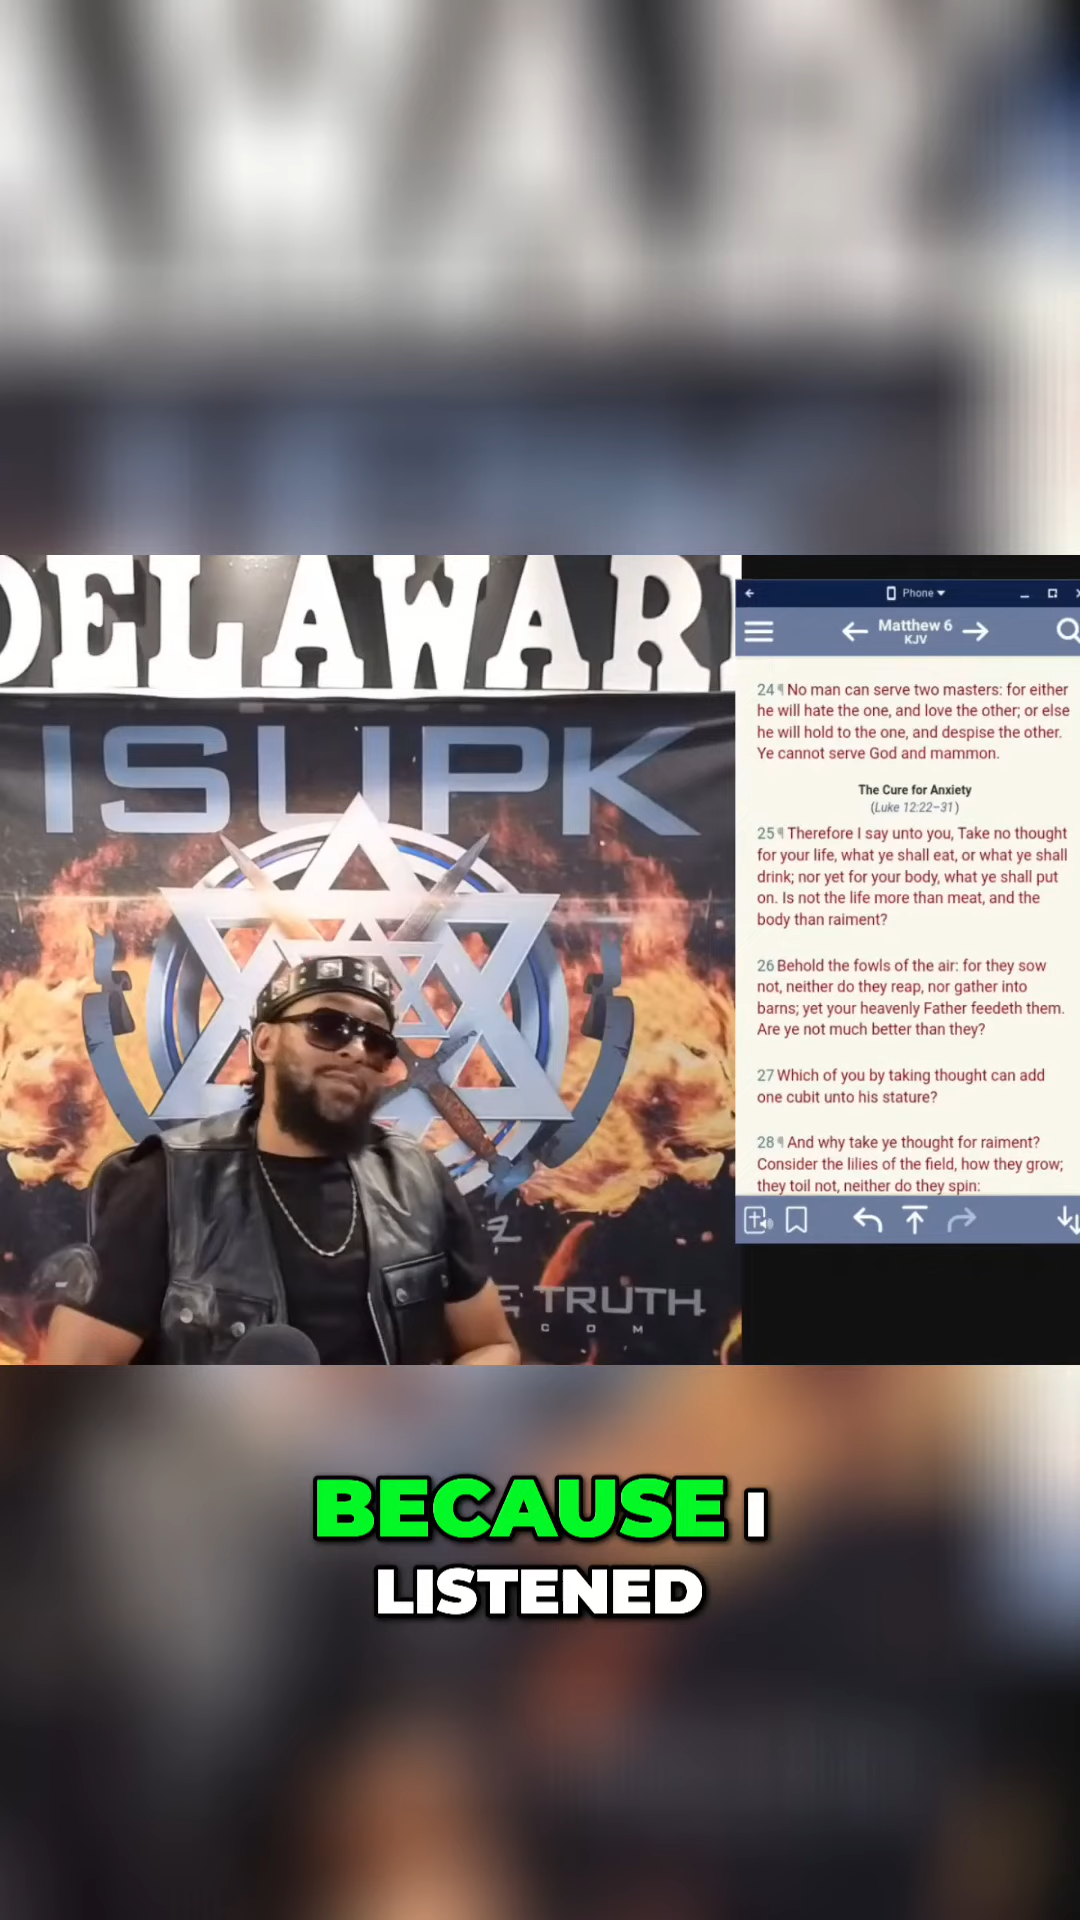 DELAWAR
ISUPK
E TRUTH
C O M
Phone
Matthew 6
KJV
24 ¶ No man can serve two masters: for either
he will hate the one, and love the other; or else
he will hold to the one, and despise the other.
Ye cannot serve God and mammon.
The Cure for Anxiety
(Luke 12:22–31)
25 ¶ Therefore I say unto you, Take no thought
for your life, what ye shall eat, or what ye shall
drink; nor yet for your body, what ye shall put
on. Is not the life more than meat, and the
body than raiment?
26 Behold the fowls of the air: for they sow
not, neither do they reap, nor gather into
barns; yet your heavenly Father feedeth them.
Are ye not much better than they?
27 Which of you by taking thought can add
one cubit unto his stature?
28 ¶ And why take ye thought for raiment?
Consider the lilies of the field, how they grow;
they toil not, neither do they spin:
BECAUSE I
LISTENED